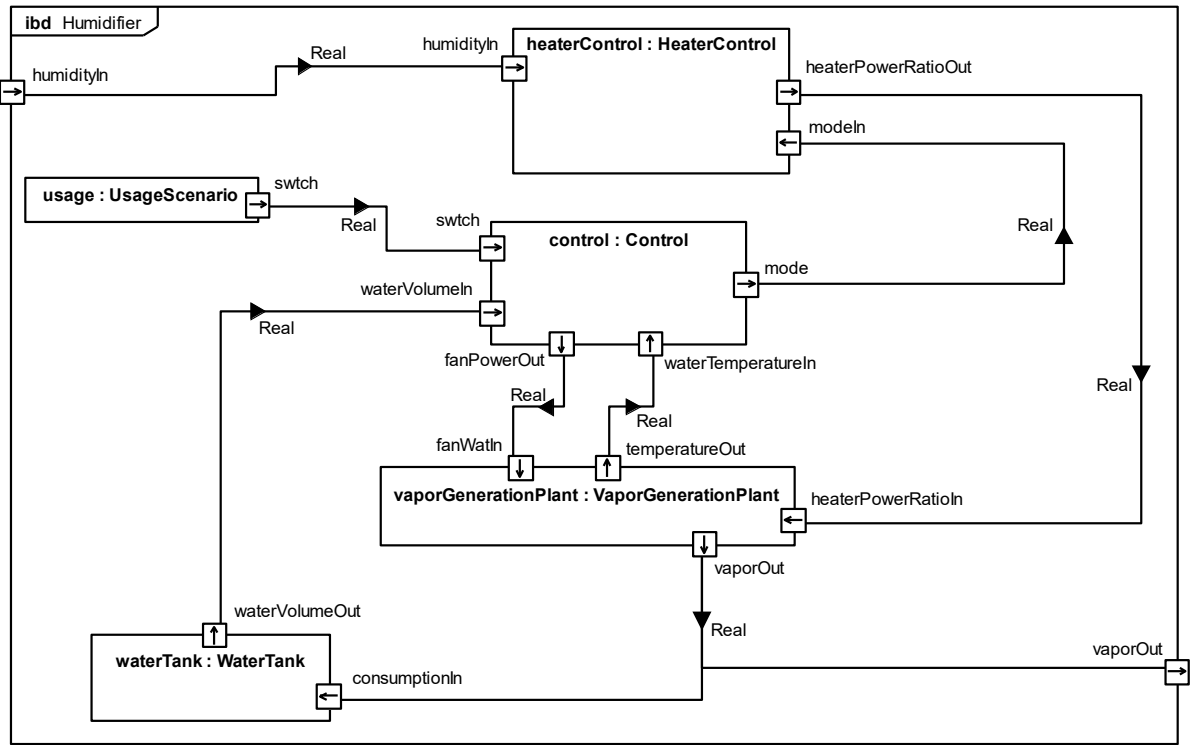 ibd Humidifier
humidityIn
heaterControl : HeaterControl
Real
humidityIn
heaterPowerRatioOut
modeIn
swtch
usage : UsageScenario
Real
swtch
Real
control : Control
mode
waterVolumeIn
Real
fanPowerOut
waterTemperatureIn
Real
Real
Real
fanWatIn
temperatureOut
vaporGenerationPlant : VaporGenerationPlant
heaterPowerRatioIn
vaporOut
waterVolumeOut
Real
vaporOut
waterTank : WaterTank
consumptionIn